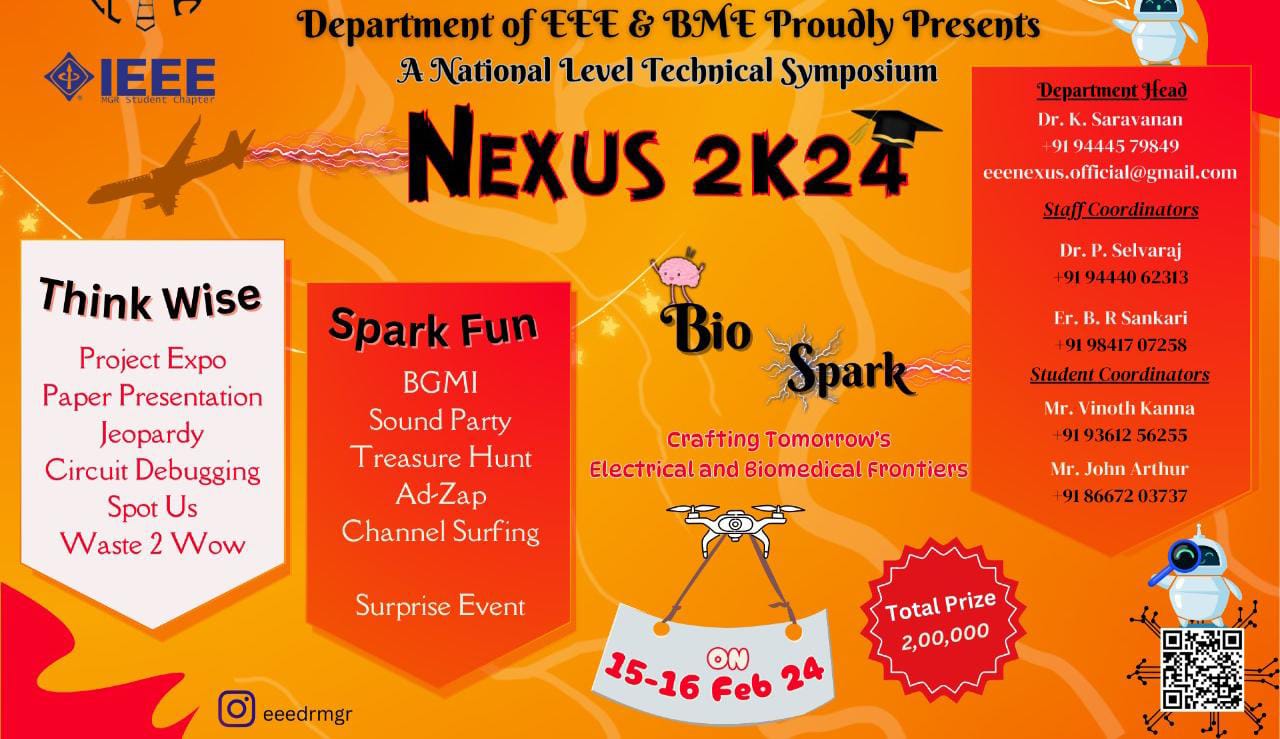 Department of EEE & BME Proudly Presents
A National Level Technical Symposium
IEEE
MGR Student Chapter
NEXUS 2K24
Think Wise
Project Expo
Paper Presentation
Jeopardy
Circuit Debugging
Spot Us
Waste 2 Wow
Spark Fun
BGMI
Sound Party
Treasure Hunt
Ad-Zap
Channel Surfing
Surprise Event
Bio
Spark
Crafting Tomorrow's
Electrical and Biomedical Frontiers
ON
15-16 Feb 24
Total Prize
2,00,000
Department Head
Dr. K. Saravanan
+91 94445 79849
eeenexus.official@gmail.com
Staff Coordinators
Dr. P. Selvaraj
+91 94440 62313
Er. B. R Sankari
+91 98417 07258
Student Coordinators
Mr. Vinoth Kanna
+91 93612 56255
Mr. John Arthur
+91 86672 03737
eeedrmgr